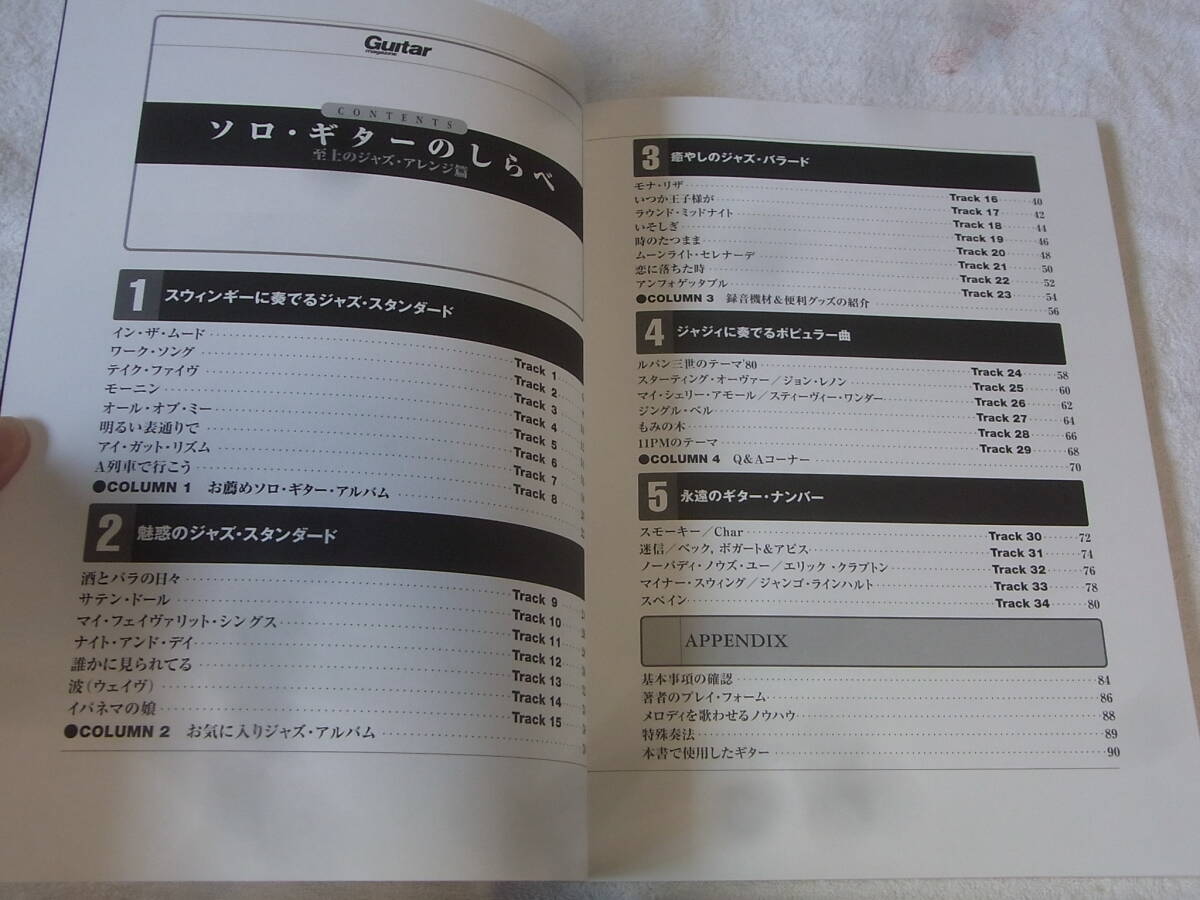 Guitar
magazine
CONTENTS
ソロ・ギターのしらべ
至上のジャズ・アレンジ篇
1 スウィンギーに奏でるジャズ・スタンダード
イン・ザ・ムード Track 1
ワーク・ソング Track 2
テイク・ファイヴ Track 3
モーニン Track 4
オール・オブ・ミー Track 5
明るい表通りで Track 6
アイ・ガット・リズム Track 7
A列車で行こう Track 8
●COLUMN 1 お薦めソロ・ギター・アルバム
2 魅惑のジャズ・スタンダード
酒とバラの日々 Track 9
サテン・ドール Track 10
マイ・フェイヴァリット・シングス Track 11
ナイト・アンド・デイ Track 12
誰かに見られてる Track 13
波(ウェイヴ) Track 14
イパネマの娘 Track 15
●COLUMN 2 お気に入りジャズ・アルバム
3 癒やしのジャズ・バラード
モナ・リザ Track 16 40
いつか王子様が Track 17 42
ラウンド・ミッドナイト Track 18 44
いそしぎ Track 19 46
時のたつまま Track 20 48
ムーンライト・セレナーデ Track 21 50
恋に落ちた時 Track 22 52
アンフォゲッタブル Track 23 54
●COLUMN 3 録音機材&便利グッズの紹介 56
4 ジャジィに奏でるポピュラー曲
ルパン三世のテーマ'80 Track 24 58
スターティング・オーヴァー/ジョン・レノン Track 25 60
マイ・シェリー・アモール/スティーヴィー・ワンダー Track 26 62
ジングル・ベル Track 27 64
もみの木 Track 28 66
11PMのテーマ Track 29 68
●COLUMN 4 Q&Aコーナー 70
5 永遠のギター・ナンバー
スモーキー/Char Track 30 72
迷信/ベック,ボガート&アピス Track 31 74
ノーバディ・ノウズ・ユー/エリック・クラプトン Track 32 76
マイナー・スウィング/ジャンゴ・ラインハルト Track 33 78
スペイン Track 34 80
APPENDIX
基本事項の確認 84
著者のプレイ・フォーム 86
メロディを歌わせるノウハウ 88
特殊奏法 89
本書で使用したギター 90